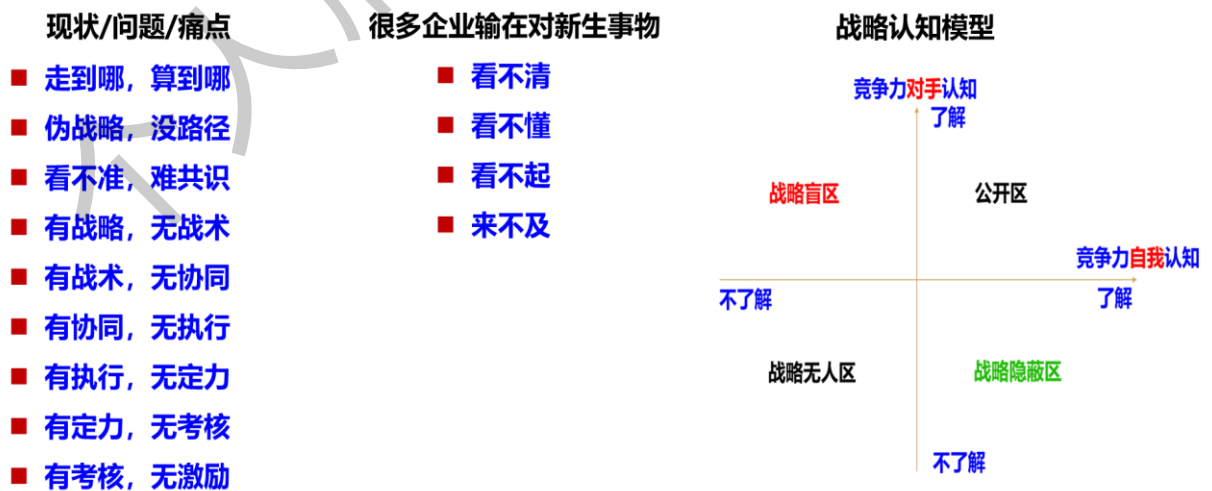 现状/问题/痛点
走到哪，算到哪
伪战略，没路径
看不准，难共识
有战略，无战术
有战术，无协同
有协同，无执行
有执行，无定力
有定力，无考核
有考核，无激励
很多企业输在对新生事物
看不清
看不懂
看不起
来不及
战略认知模型
竞争力对手认知
了解
战略盲区
公开区
竞争力自我认知
不了解
了解
战略无人区
战略隐蔽区
不了解